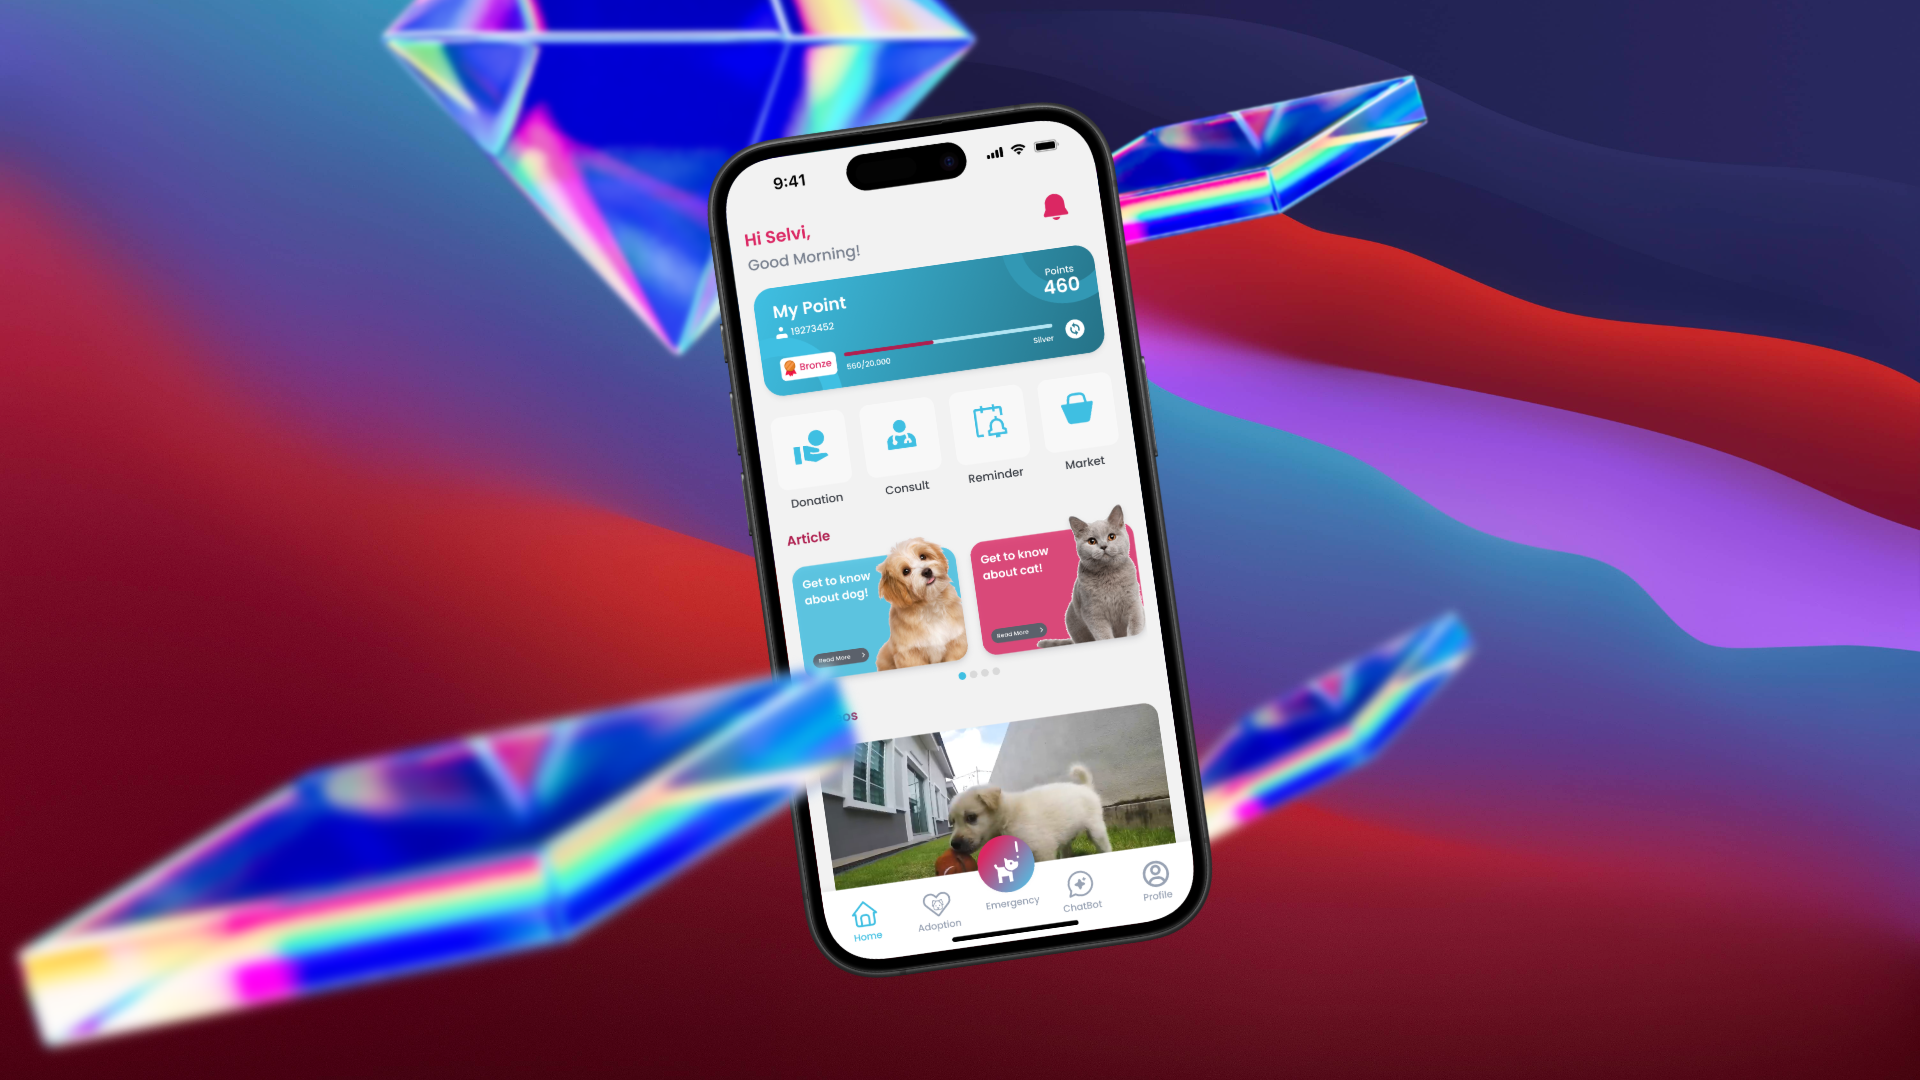 9:41
Hi Selvi,
Good Morning!
My Point
19273452
Points
460
Bronze
560/20.000
Silver
Donation
Consult
Reminder
Market
Article
Get to know
about dog!
Read More
Get to know
about cat!
Read More
Home
Adoption
Emergency
ChatBot
Profile